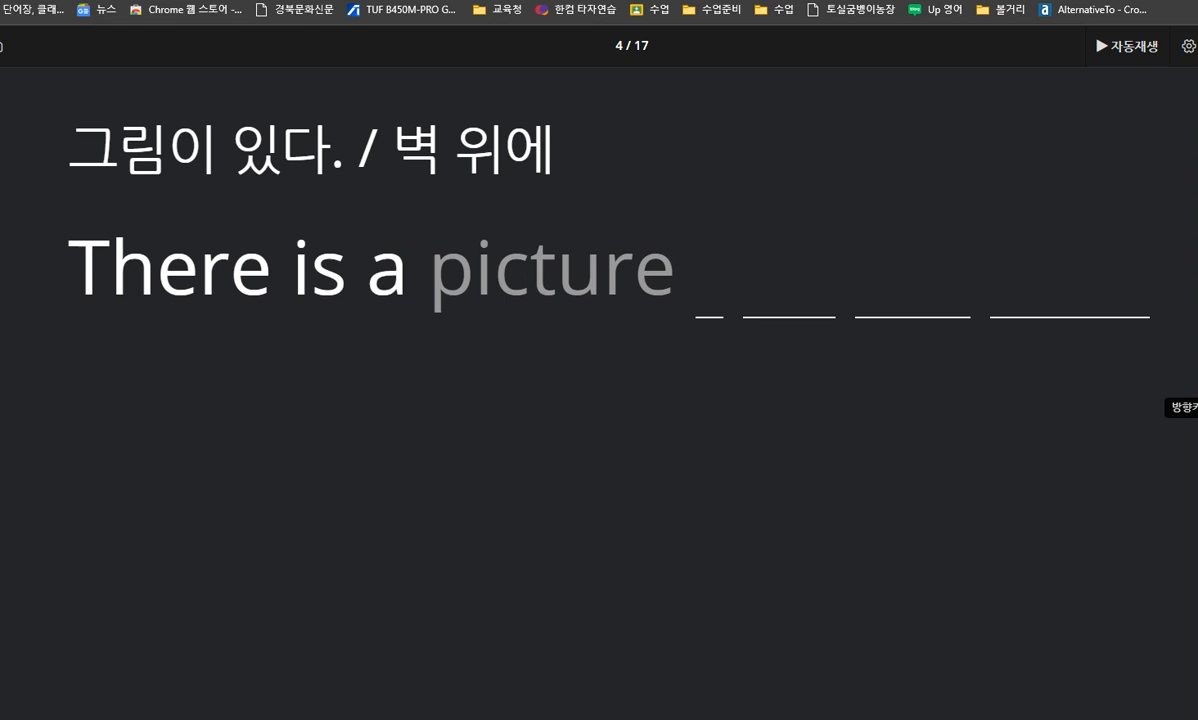 단어장, 클래... 뉴스 Chrome 웹 스토어 -... 경북문화신문 TUF B450M-PRO G... 교육청 한컴 타자연습 수업 수업준비 수업 토실굼벵이농장 Up 영어 볼거리 AlternativeTo - Cro...
4 / 17 ▶ 자동재생
그림이 있다. / 벽 위에
There is a picture
방향키